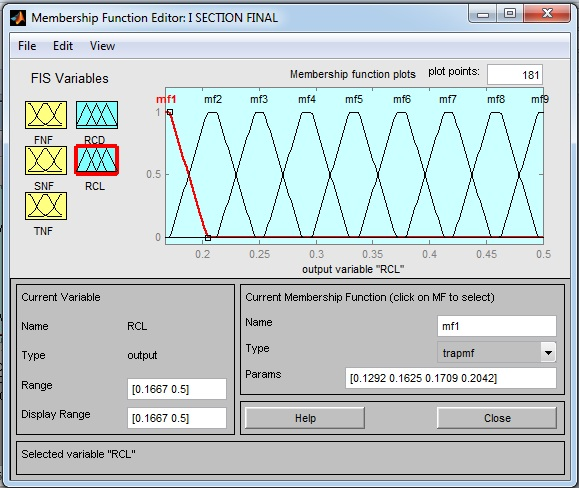 Membership Function Editor: I SECTION FINAL
File Edit View
FIS Variables
FNF RCD
SNF RCL
TNF
Membership function plots plot points: 181
mf1 mf2 mf3 mf4 mf5 mf6 mf7 mf8 mf9
1
0.5
0
0.2 0.25 0.3 0.35 0.4 0.45 0.5
output variable "RCL"
Current Variable
Name RCL
Type output
Range [0.1667 0.5]
Display Range [0.1667 0.5]
Current Membership Function (click on MF to select)
Name mf1
Type trapmf
Params [0.1292 0.1625 0.1709 0.2042]
Help Close
Selected variable "RCL"